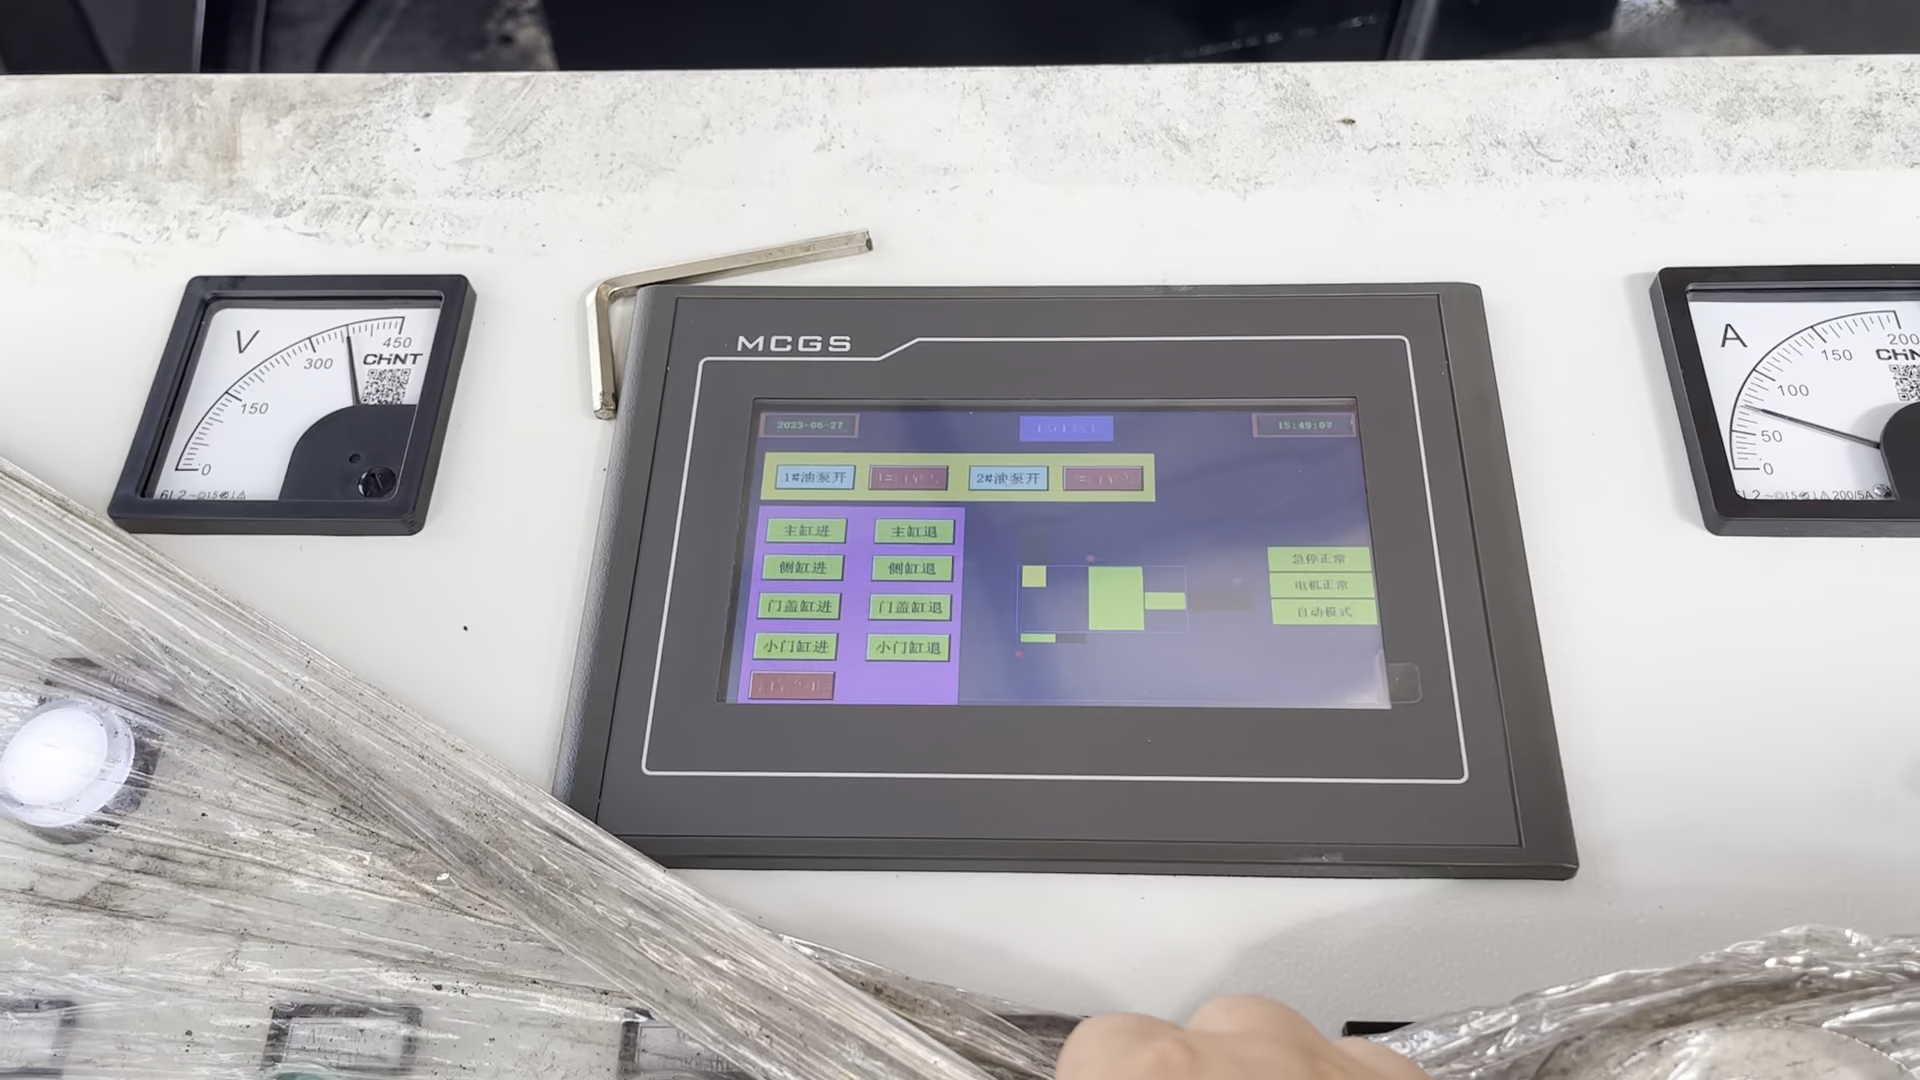 V
450
CHNT
300
150
0
MCGS
2023-06-27
15:49:07
1#油泵开
2#油泵开
主缸进
主缸退
侧缸进
侧缸退
门盖缸进
门盖缸退
小门缸进
小门缸退
急停正常
电机正常
自动模式
A
200
150
100
50
0
200/5A